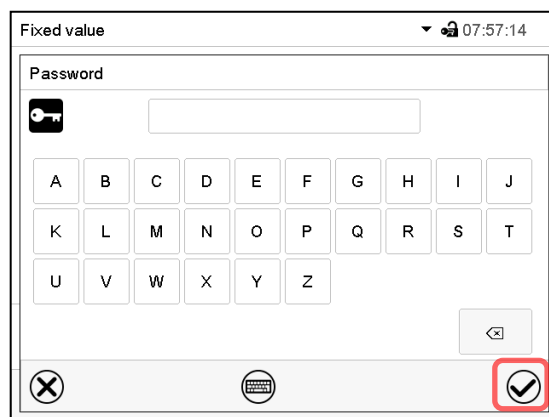 Fixed value 07:57:14
Password
A B C D E F G H I J
K L M N O P Q R S T
U V W X Y Z